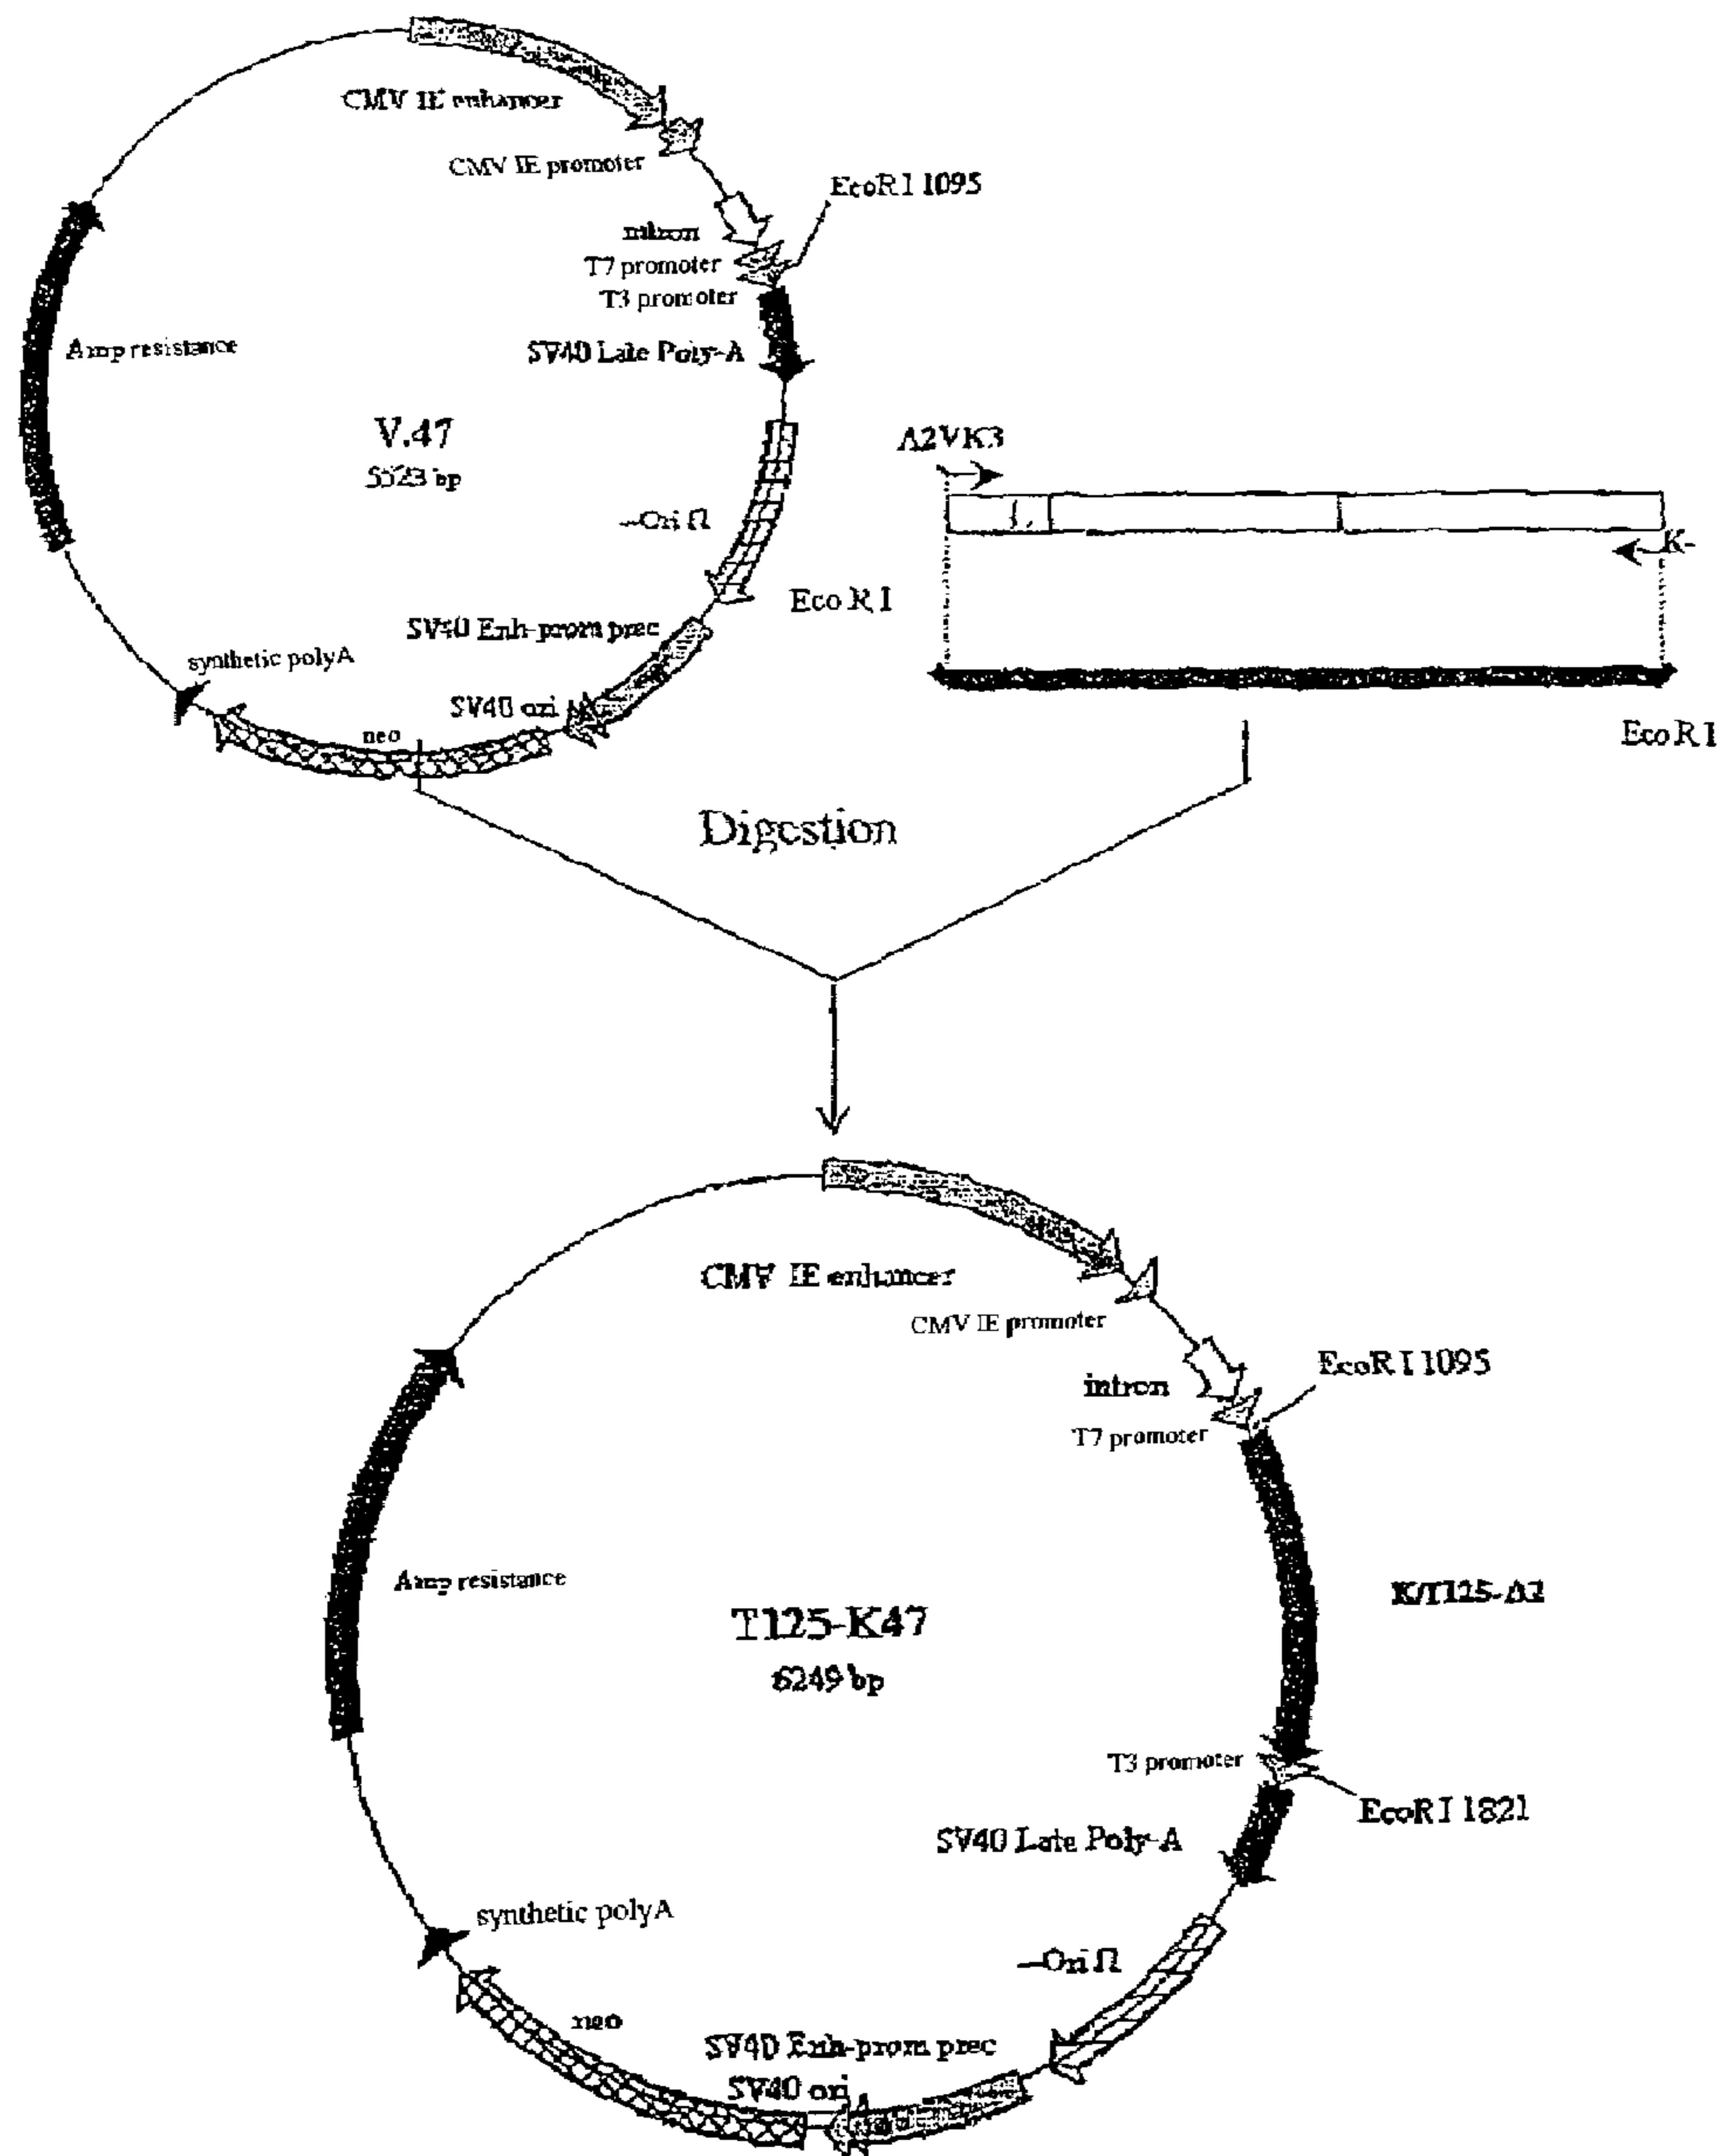 CMV IE enhancer
CMV IE promoter
EcoR I 1095
intron
T7 promoter
T3 promoter
Amp resistance
SV40 Late Poly-A
V.47
5523 bp
A2VK3
L
–Ori f1
K-
Eco R I
SV40 Enh-prom prec
synthetic polyA
SV40 ori
neo
Eco R I
Digestion
CMV IE enhancer
CMV IE promoter
EcoR I 1095
intron
T7 promoter
Amp resistance
K/T125-A2
T125-K47
6249 bp
T3 promoter
EcoR I 1821
SV40 Late Poly-A
synthetic polyA
–Ori f1
neo
SV40 Enh-prom prec
SV40 ori